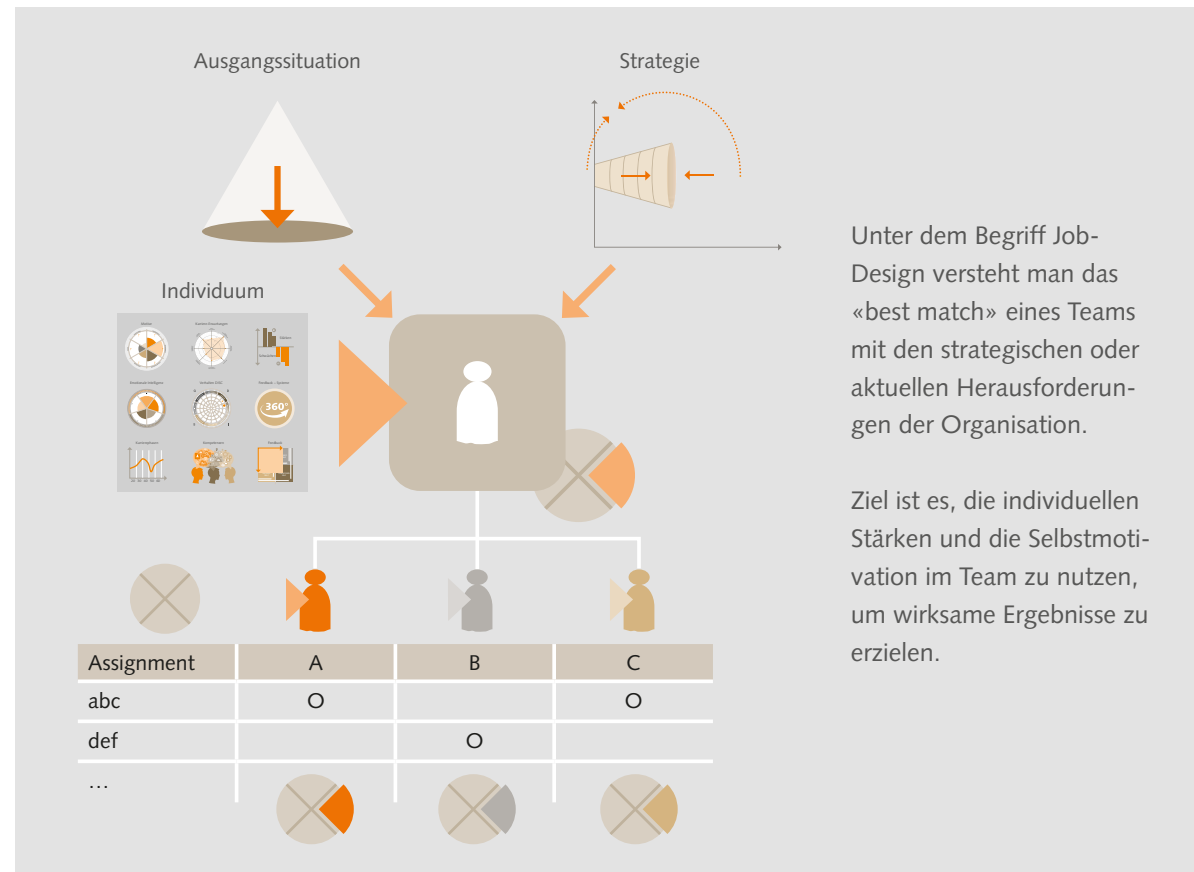 Ausgangssituation
Strategie
Individuum
360°
Unter dem Begriff Job-
Design versteht man das
«best match» eines Teams
mit den strategischen oder
aktuellen Herausforderun-
gen der Organisation.
Ziel ist es, die individuellen
Stärken und die Selbstmoti-
vation im Team zu nutzen,
um wirksame Ergebnisse zu
erzielen.
Assignment A B C
abc O O
def O
…